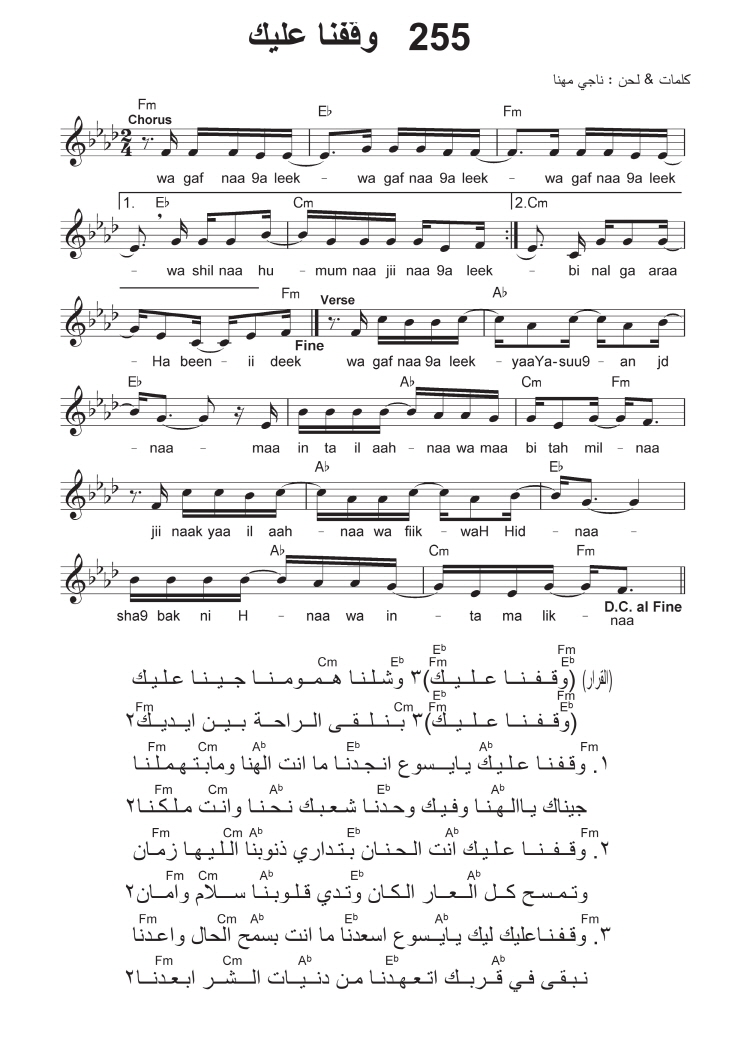 255 وقفنا عليك
كلمات & لحن : ناجي مهنا
Fm E♭ Fm
Chorus
2/4
wa gaf naa 9a leek - wa gaf naa 9a leek - wa gaf naa 9a leek
1. E♭ Cm 2.Cm
- wa shil naa hu - mum naa jii naa 9a leek - bi nal ga araa
Fm Verse A♭
Fine
- Ha been - ii deek wa gaf naa 9a leek - yaaYa-suu9 - an jd
E♭ A♭ Cm Fm
- naa - maa in ta il aah - naa wa maa bi tah mil - naa
A♭ E♭
jii naak yaa il aah - naa wa fiik - waH Hid - naa -
A♭ Cm Fm
D.C. al Fine
sha9 bak ni H - naa wa in - ta ma lik - naa
Cm E♭ E♭ Fm Fm E♭
(القرار) (وقفنا عليك)٣ وشلنا همومنا جينا عليك
Fm Cm E♭ Fm Fm E♭
(وقفنا عليك)٣ بنلقى الراحة بين ايديك٢
Fm Cm A♭ E♭ A♭ Fm
١. وقفنا عليك يايسوع انجدنا ما انت الهنا ومابتهملنا
Fm Cm A♭ E♭ A♭
جيناك ياالهنا وفيك وحدنا شعبك نحنا وانت ملكنا٢
Fm Cm A♭ E♭ A♭ Fm
٢. وقفنا عليك انت الحنان بتداري ذنوبنا الليها زمان
Fm Cm A♭ E♭ A♭
وتمسح كل العار الكان وتدي قلوبنا سلام وامان٢
Fm Cm A♭ E♭ A♭ Fm
٣. وقفناعليك ليك يايسوع اسعدنا ما انت بسمح الحال واعدنا
Fm Cm A♭ E♭ A♭
نبقى في قربك اتعهدنا من دنيات الشر ابعدنا٢